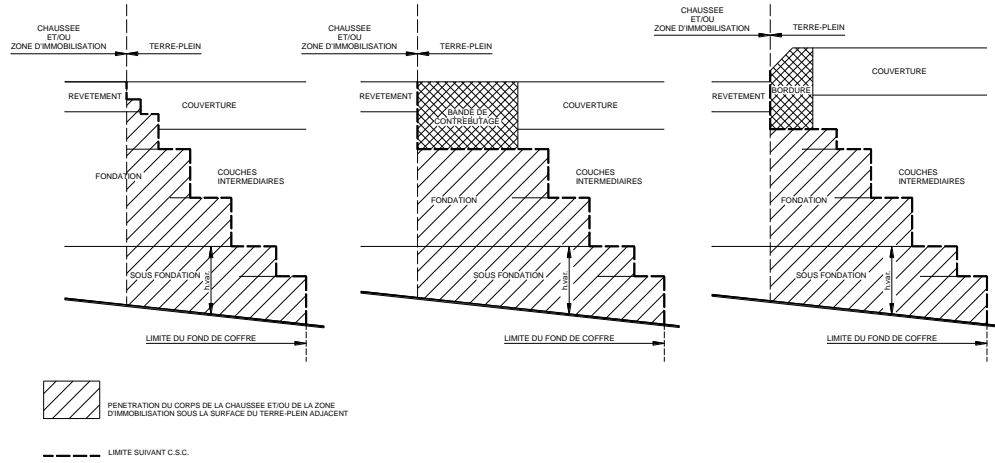 CHAUSSEE
ET/OU
ZONE D'IMMOBILISATION
TERRE-PLEIN
REVETEMENT
COUVERTURE
FONDATION
COUCHES
INTERMEDIAIRES
SOUS FONDATION
h.var.
LIMITE DU FOND DE COFFRE
CHAUSSEE
ET/OU
ZONE D'IMMOBILISATION
TERRE-PLEIN
REVETEMENT
BANDE DE
CONTREBUTAGE
COUVERTURE
FONDATION
COUCHES
INTERMEDIAIRES
SOUS FONDATION
h.var.
LIMITE DU FOND DE COFFRE
CHAUSSEE
ET/OU
ZONE D'IMMOBILISATION
TERRE-PLEIN
REVETEMENT
BORDURE
COUVERTURE
FONDATION
COUCHES
INTERMEDIAIRES
SOUS FONDATION
h.var.
LIMITE DU FOND DE COFFRE
PENETRATION DU CORPS DE LA CHAUSSEE ET/OU DE LA ZONE
D'IMMOBILISATION SOUS LA SURFACE DU TERRE-PLEIN ADJACENT
LIMITE SUIVANT C.S.C.